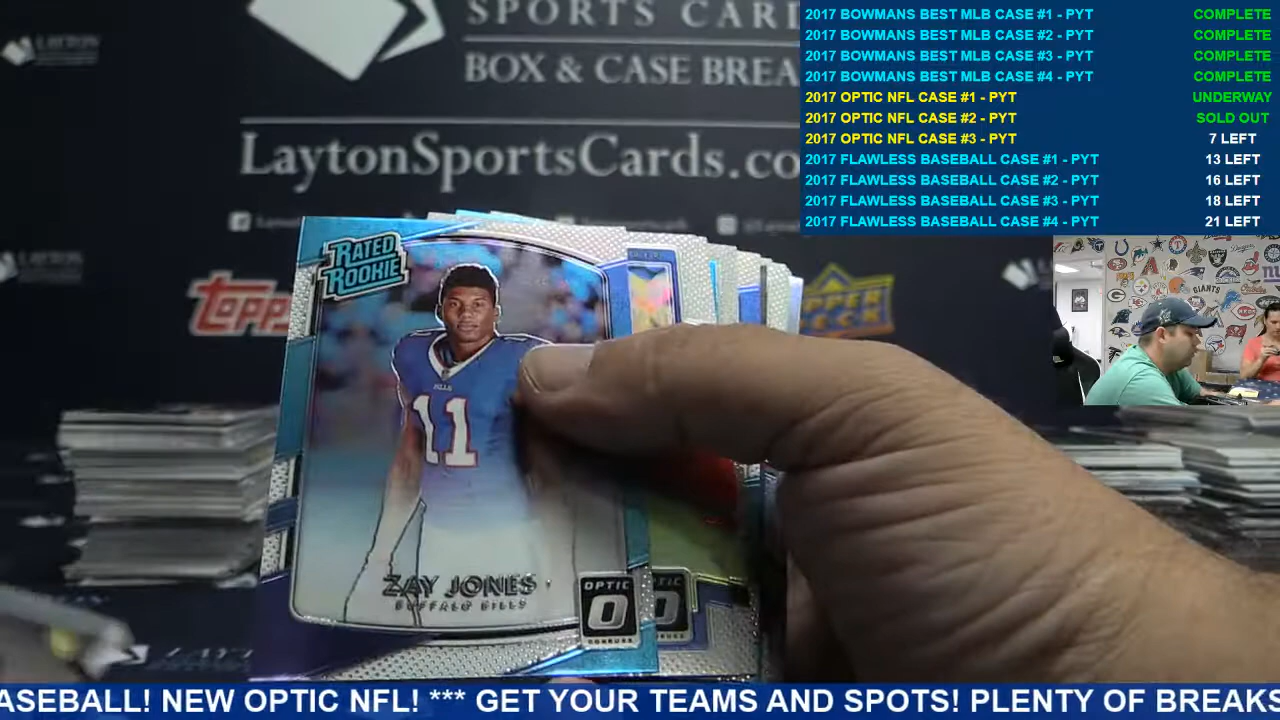 SPORTS CAR
BOX & CASE BREA
LaytonSportsCards.co
LAYTON
topps
UPPER DECK
2017 BOWMANS BEST MLB CASE #1 - PYT COMPLETE
2017 BOWMANS BEST MLB CASE #2 - PYT COMPLETE
2017 BOWMANS BEST MLB CASE #3 - PYT COMPLETE
2017 BOWMANS BEST MLB CASE #4 - PYT COMPLETE
2017 OPTIC NFL CASE #1 - PYT UNDERWAY
2017 OPTIC NFL CASE #2 - PYT SOLD OUT
2017 OPTIC NFL CASE #3 - PYT 7 LEFT
2017 FLAWLESS BASEBALL CASE #1 - PYT 13 LEFT
2017 FLAWLESS BASEBALL CASE #2 - PYT 16 LEFT
2017 FLAWLESS BASEBALL CASE #3 - PYT 18 LEFT
2017 FLAWLESS BASEBALL CASE #4 - PYT 21 LEFT
RATED
ROOKIE
BILLS
11
ZAY JONES
BUFFALO BILLS
OPTIC
O
DONRUSS
GIANTS
ASEBALL! NEW OPTIC NFL! *** GET YOUR TEAMS AND SPOTS! PLENTY OF BREAKS